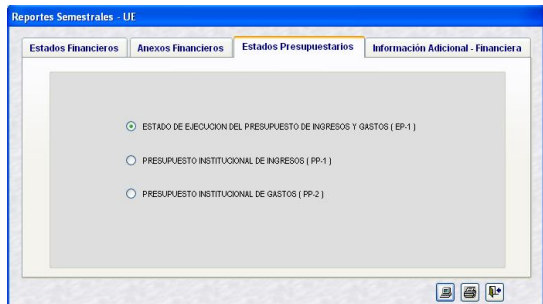 Reportes Semestrales - UE
Estados Financieros
Anexos Financieros
Estados Presupuestarios
Información Adicional - Financiera
ESTADO DE EJECUCION DEL PRESUPUESTO DE INGRESOS Y GASTOS ( EP-1 )
PRESUPUESTO INSTITUCIONAL DE INGRESOS ( PP-1 )
PRESUPUESTO INSTITUCIONAL DE GASTOS ( PP-2 )